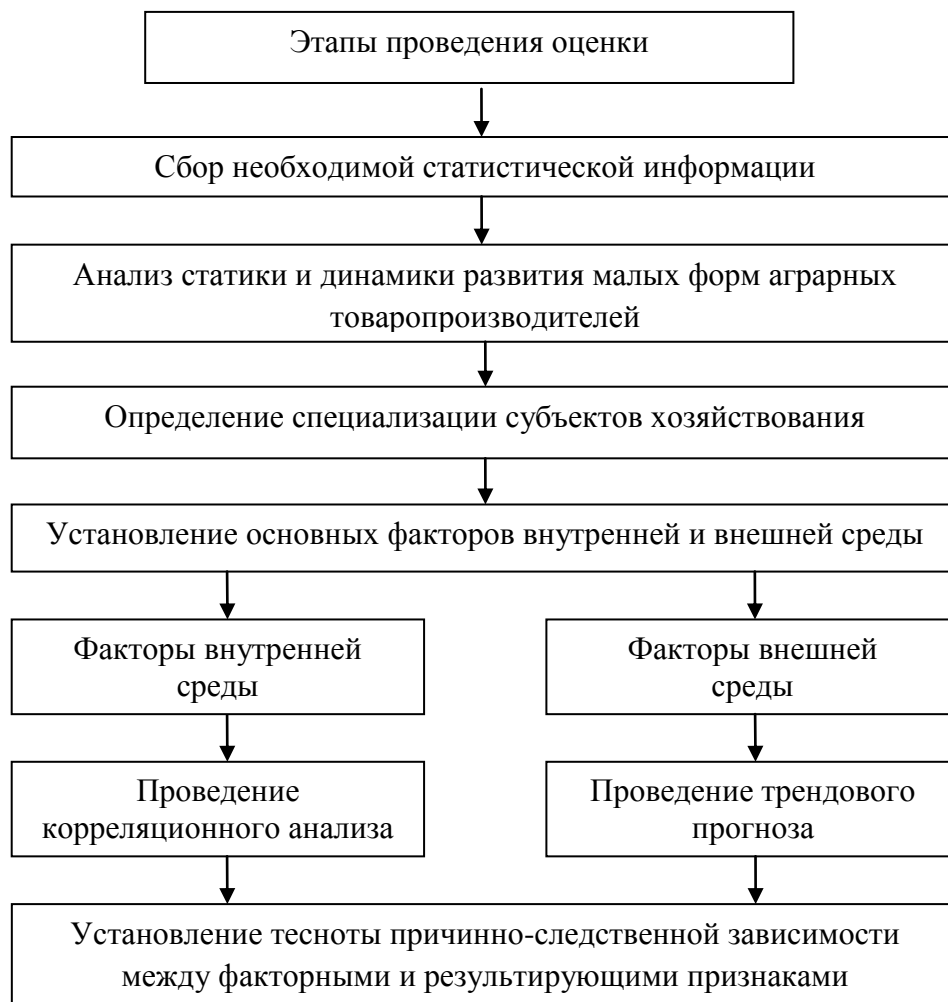 Этапы проведения оценки
Сбор необходимой статистической информации
Анализ статики и динамики развития малых форм аграрных
товаропроизводителей
Определение специализации субъектов хозяйствования
Установление основных факторов внутренней и внешней среды
Факторы внутренней
среды
Факторы внешней
среды
Проведение
корреляционного анализа
Проведение трендового
прогноза
Установление тесноты причинно-следственной зависимости
между факторными и результирующими признаками